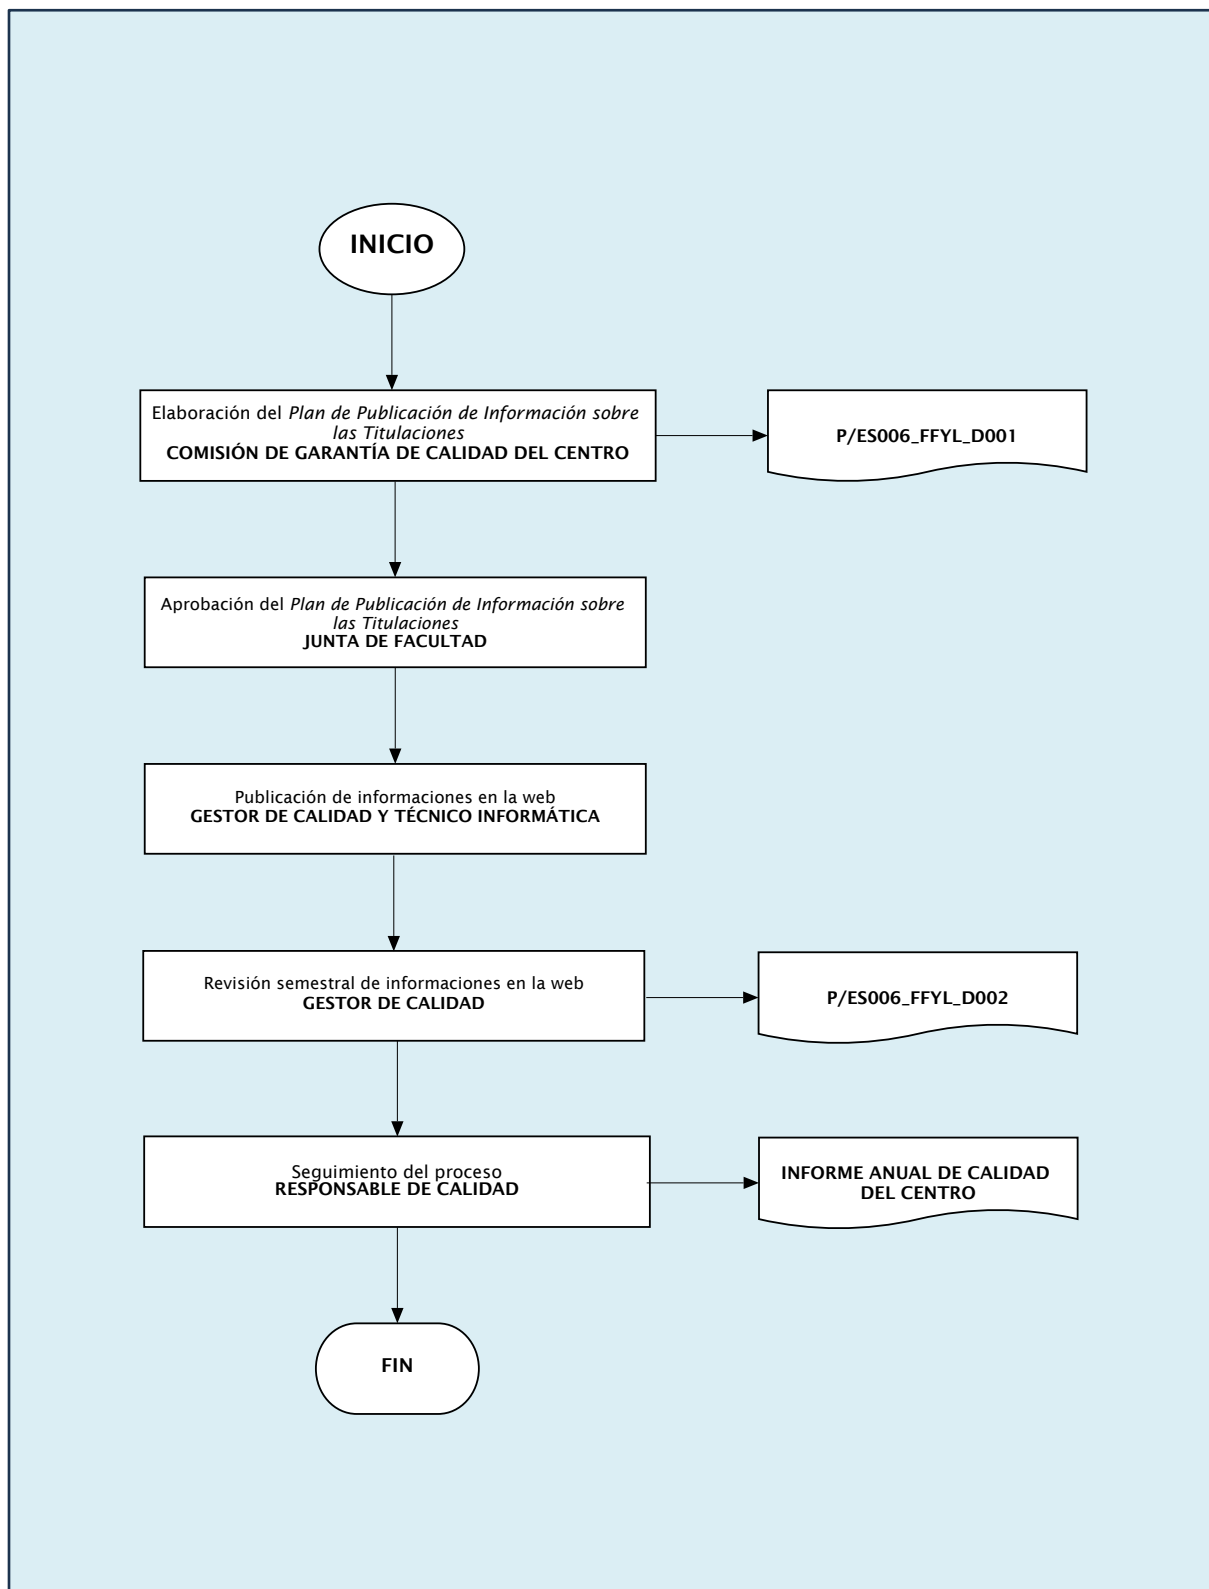 INICIO
Elaboración del Plan de Publicación de Información sobre
las Titulaciones
COMISIÓN DE GARANTÍA DE CALIDAD DEL CENTRO
P/ES006_FFYL_D001
Aprobación del Plan de Publicación de Información sobre
las Titulaciones
JUNTA DE FACULTAD
Publicación de informaciones en la web
GESTOR DE CALIDAD Y TÉCNICO INFORMÁTICA
Revisión semestral de informaciones en la web
GESTOR DE CALIDAD
P/ES006_FFYL_D002
Seguimiento del proceso
RESPONSABLE DE CALIDAD
INFORME ANUAL DE CALIDAD
DEL CENTRO
FIN